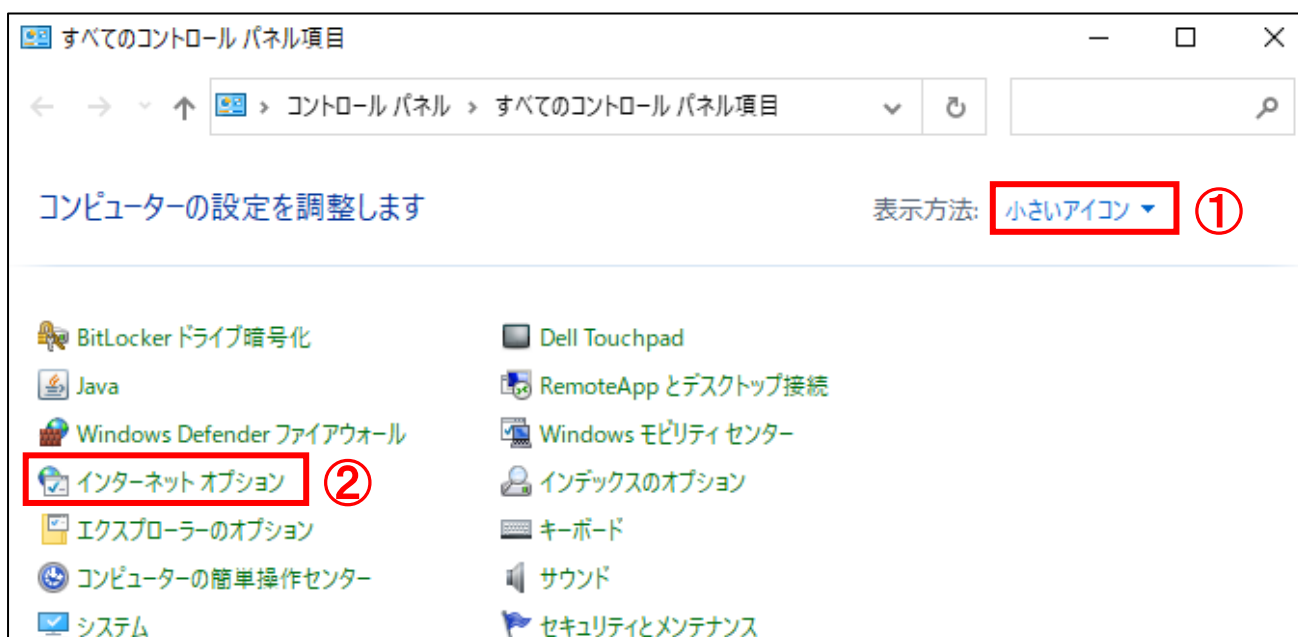 すべてのコントロール パネル項目
コントロール パネル > すべてのコントロール パネル項目
コンピューターの設定を調整します
表示方法: 小さいアイコン ①
BitLocker ドライブ暗号化
Dell Touchpad
Java
RemoteApp とデスクトップ接続
Windows Defender ファイアウォール
Windows モビリティ センター
インターネット オプション ②
インデックスのオプション
エクスプローラーのオプション
キーボード
コンピューターの簡単操作センター
サウンド
システム
セキュリティとメンテナンス